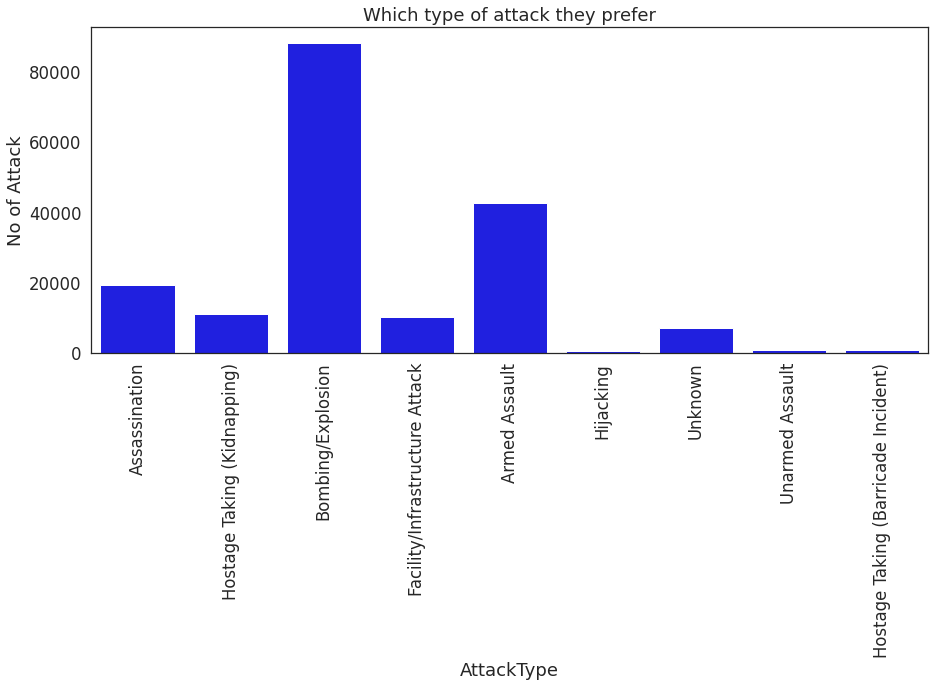 Which type of attack they prefer
No of Attack
80000
60000
40000
20000
0
Assassination
Hostage Taking (Kidnapping)
Bombing/Explosion
Facility/Infrastructure Attack
Armed Assault
Hijacking
Unknown
Unarmed Assault
Hostage Taking (Barricade Incident)
AttackType